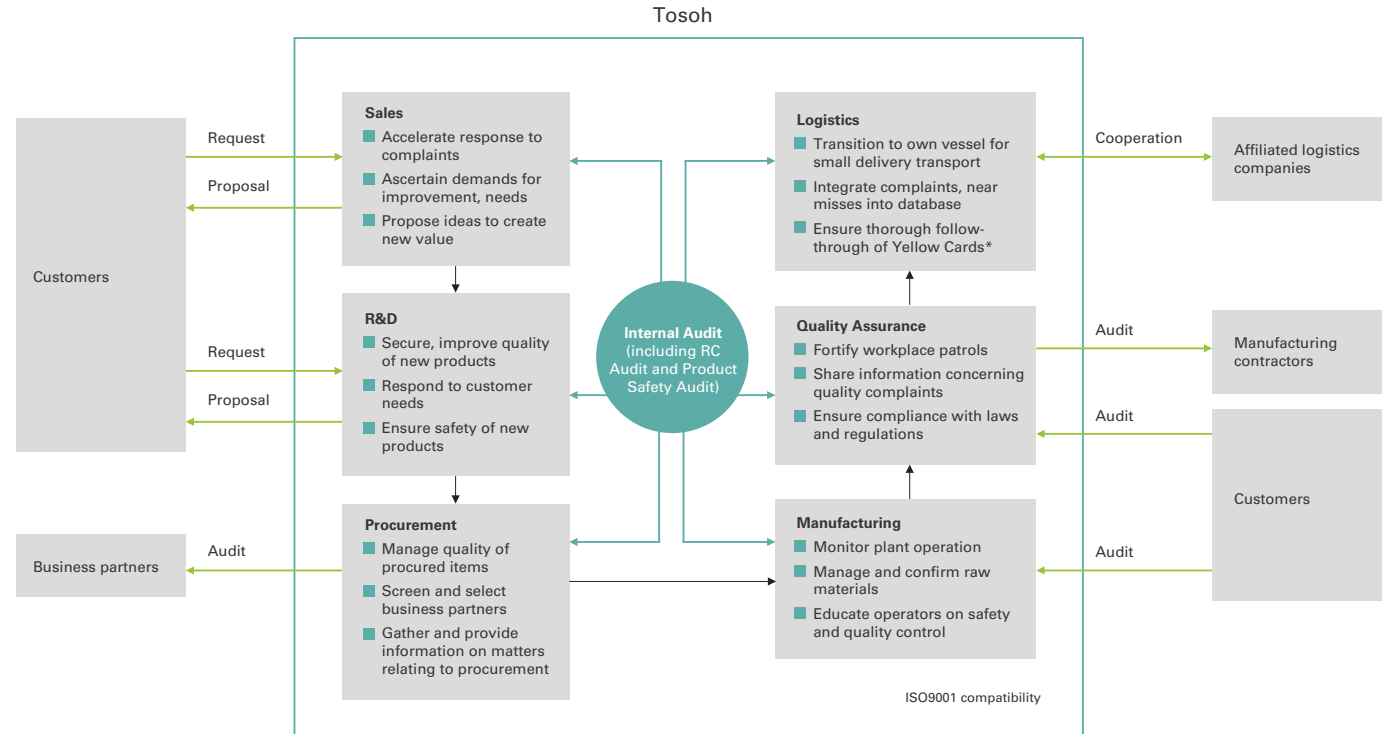 Tosoh
Customers
Request
Proposal
Request
Proposal
Business partners
Audit
Sales
Accelerate response to
complaints
Ascertain demands for
improvement, needs
Propose ideas to create
new value
R&D
Secure, improve quality
of new products
Respond to customer
needs
Ensure safety of new
products
Procurement
Manage quality of
procured items
Screen and select
business partners
Gather and provide
information on matters
relating to procurement
Internal Audit
(including RC
Audit and Product
Safety Audit)
Logistics
Transition to own vessel for
small delivery transport
Integrate complaints, near
misses into database
Ensure thorough follow-
through of Yellow Cards*
Quality Assurance
Fortify workplace patrols
Share information concerning
quality complaints
Ensure compliance with laws
and regulations
Manufacturing
Monitor plant operation
Manage and confirm raw
materials
Educate operators on safety
and quality control
ISO9001 compatibility
Cooperation
Affiliated logistics
companies
Audit
Manufacturing
contractors
Audit
Customers
Audit